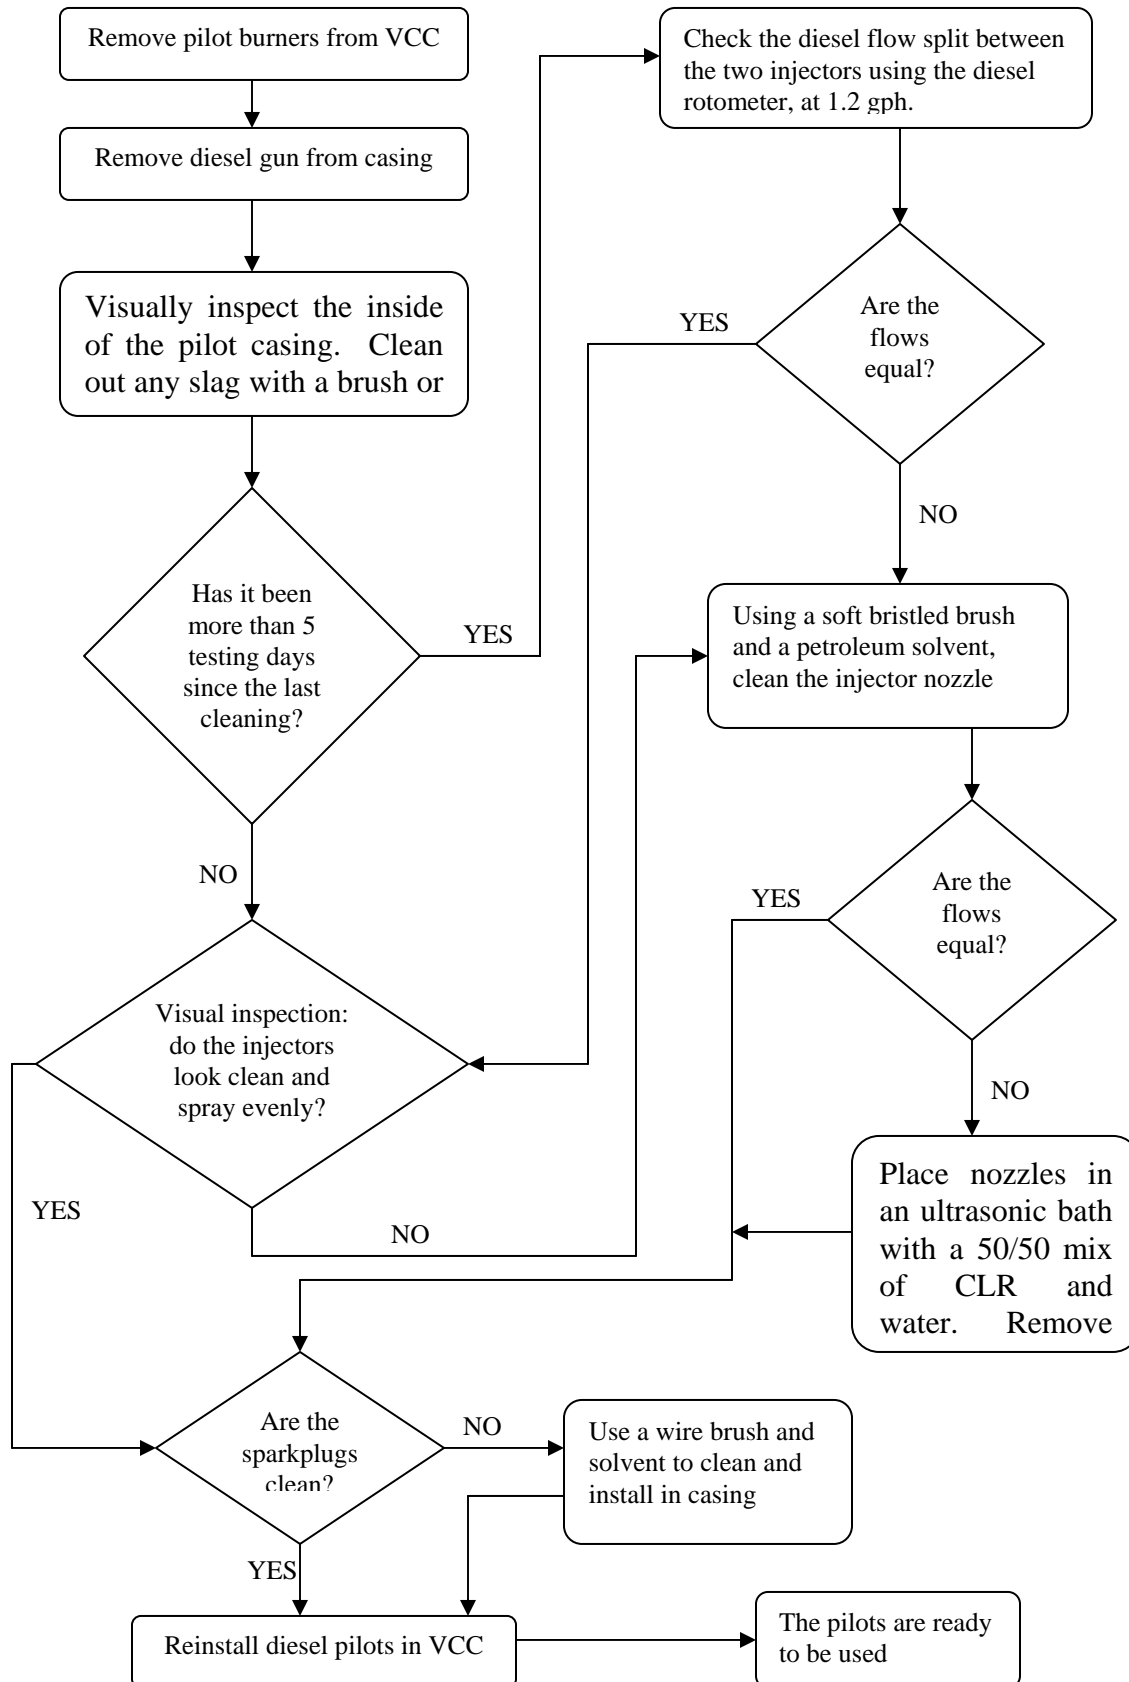 Remove pilot burners from VCC
Remove diesel gun from casing
Visually inspect the inside
of the pilot casing. Clean
out any slag with a brush or
Has it been
more than 5
testing days
since the last
cleaning?
YES
NO
Check the diesel flow split between
the two injectors using the diesel
rotometer, at 1.2 gph.
Are the
flows
equal?
YES
NO
Using a soft bristled brush
and a petroleum solvent,
clean the injector nozzle
Are the
flows
equal?
YES
NO
Place nozzles in
an ultrasonic bath
with a 50/50 mix
of CLR and
water. Remove
Visual inspection:
do the injectors
look clean and
spray evenly?
YES
NO
Are the
sparkplugs
clean?
NO
YES
Use a wire brush and
solvent to clean and
install in casing
Reinstall diesel pilots in VCC
The pilots are ready
to be used